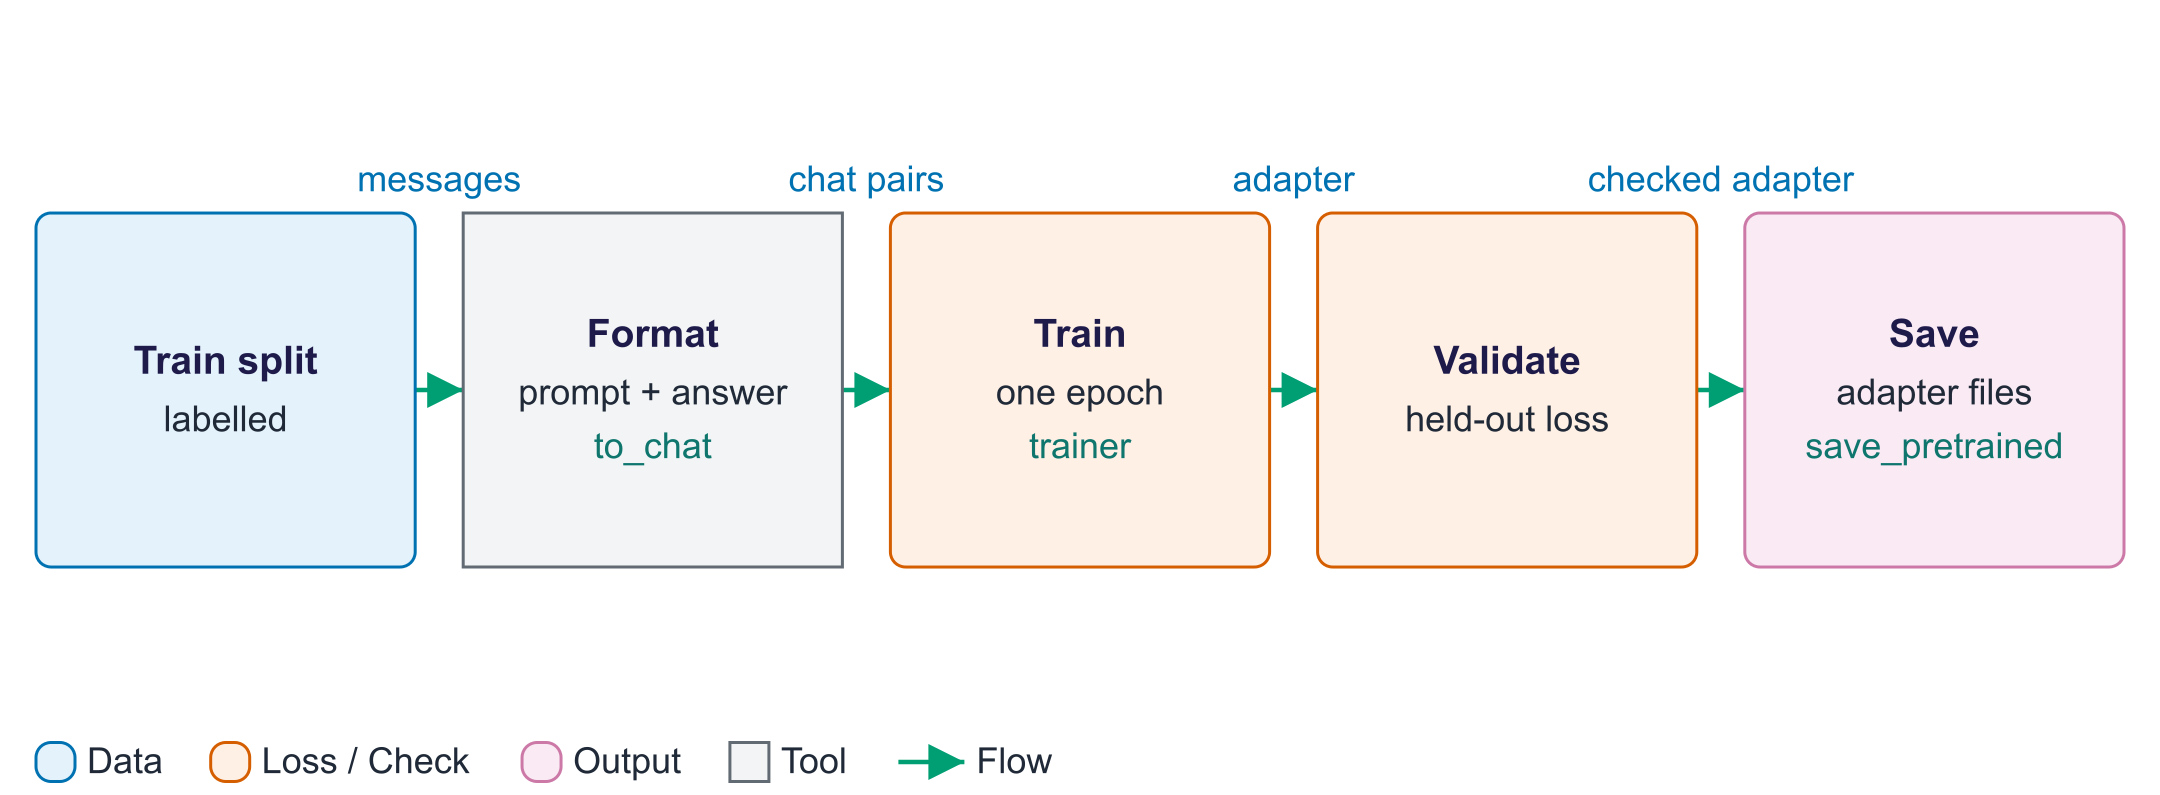 messages
chat pairs
adapter
checked adapter
Train split
labelled
Format
prompt + answer
to_chat
Train
one epoch
trainer
Validate
held-out loss
Save
adapter files
save_pretrained
Data
Loss / Check
Output
Tool
Flow